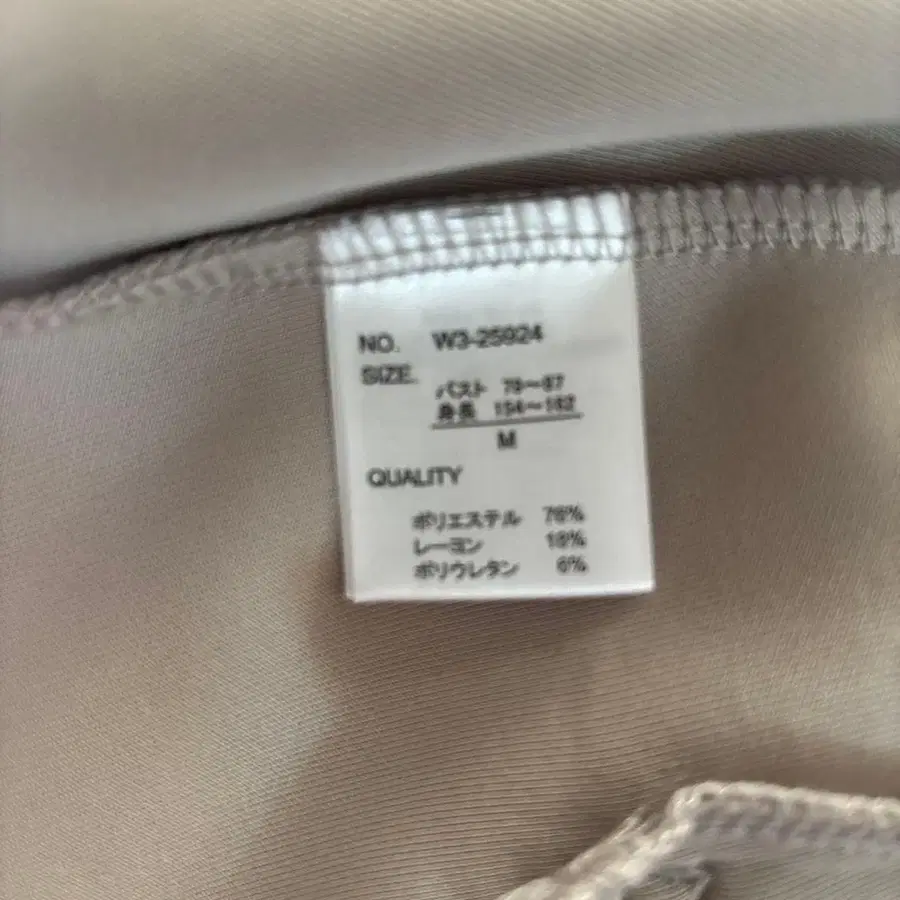 NO. W3-25924
SIZE.
バスト 79~87
身長 154~162
M
QUALITY
ポリエステル 76%
レーヨン 18%
ポリウレタン 6%